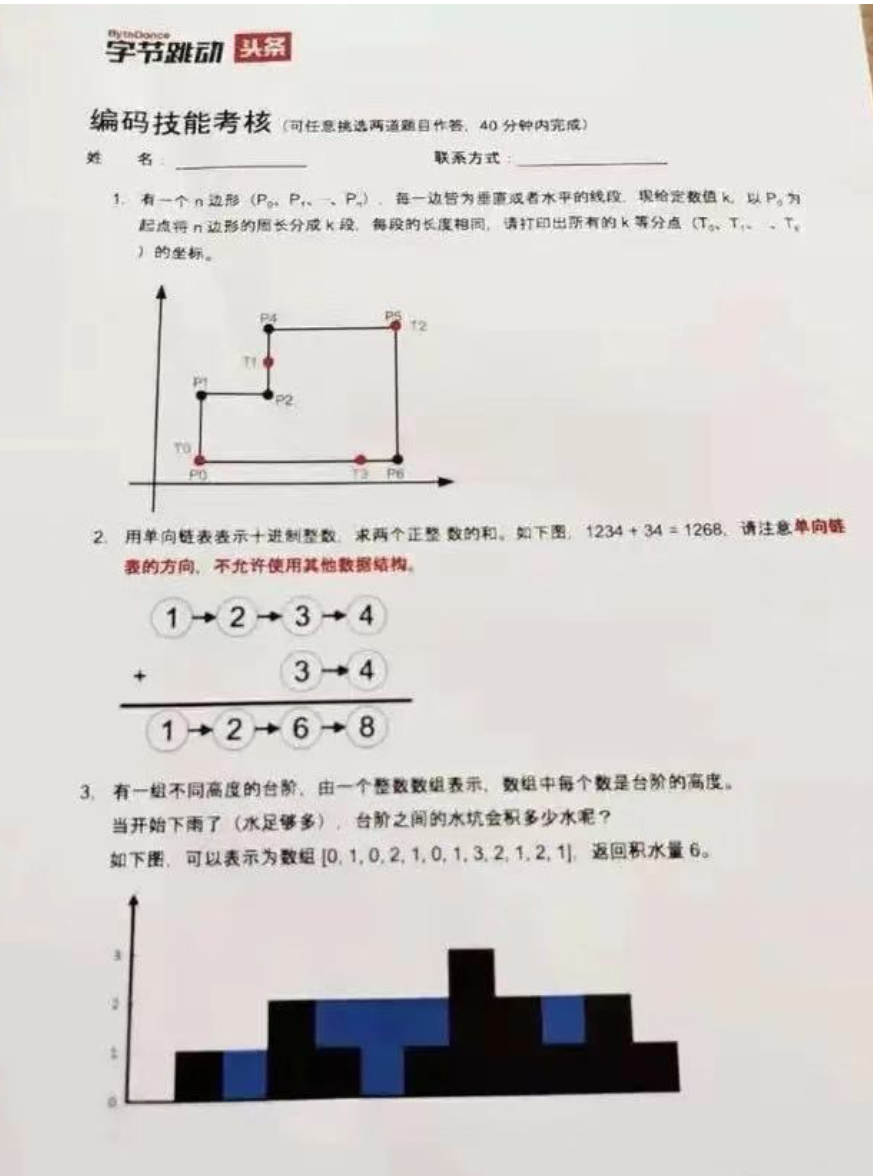 ByteDance
字节跳动 头条
编码技能考核 (可任意挑选两道题目作答，40 分钟内完成)
姓 名： 联系方式：
1. 有一个 n 边形 (P₀、P₁、…、Pₙ)，每一边皆为垂直或者水平的线段，现给定数值 k，以 P₀ 为
起点将 n 边形的周长分成 k 段，每段的长度相同，请打印出所有的 k 等分点 (T₀、T₁、 、Tₖ
) 的坐标。
P4 P5 T2
T1
P1 P2
T0
P0 T3 P6
2. 用单向链表表示十进制整数，求两个正整 数的和。如下图，1234 + 34 = 1268，请注意单向链
表的方向，不允许使用其他数据结构。
1 → 2 → 3 → 4
+ 3 → 4
1 → 2 → 6 → 8
3. 有一组不同高度的台阶，由一个整数数组表示，数组中每个数是台阶的高度。
当开始下雨了（水足够多），台阶之间的水坑会积多少水呢？
如下图，可以表示为数组 [0, 1, 0, 2, 1, 0, 1, 3, 2, 1, 2, 1]，返回积水量 6。
3
2
1
0